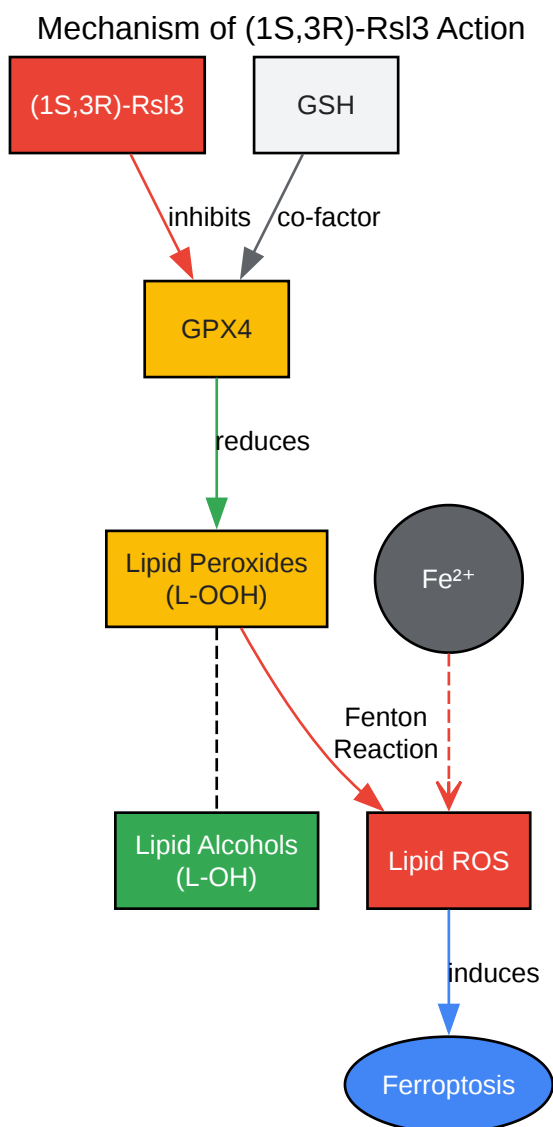 Mechanism of (1S,3R)-Rsl3 Action
(1S,3R)-Rsl3
GSH
inhibits
co-factor
GPX4
reduces
Lipid Peroxides
(L-OOH)
Fe²⁺
Fenton
Reaction
Lipid Alcohols
(L-OH)
Lipid ROS
induces
Ferroptosis